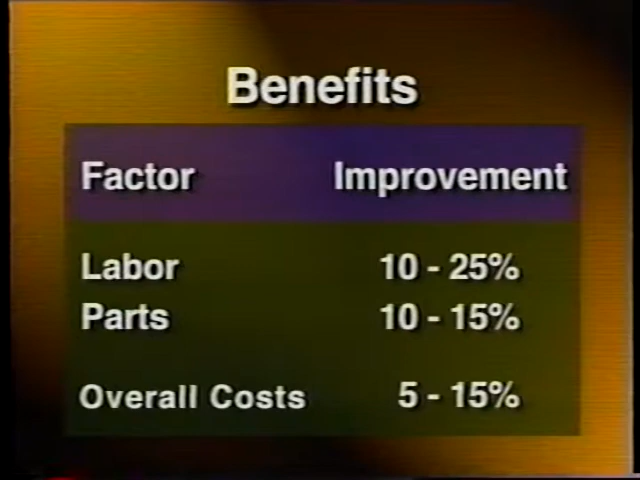 Benefits
Factor Improvement
Labor 10 - 25%
Parts 10 - 15%
Overall Costs 5 - 15%